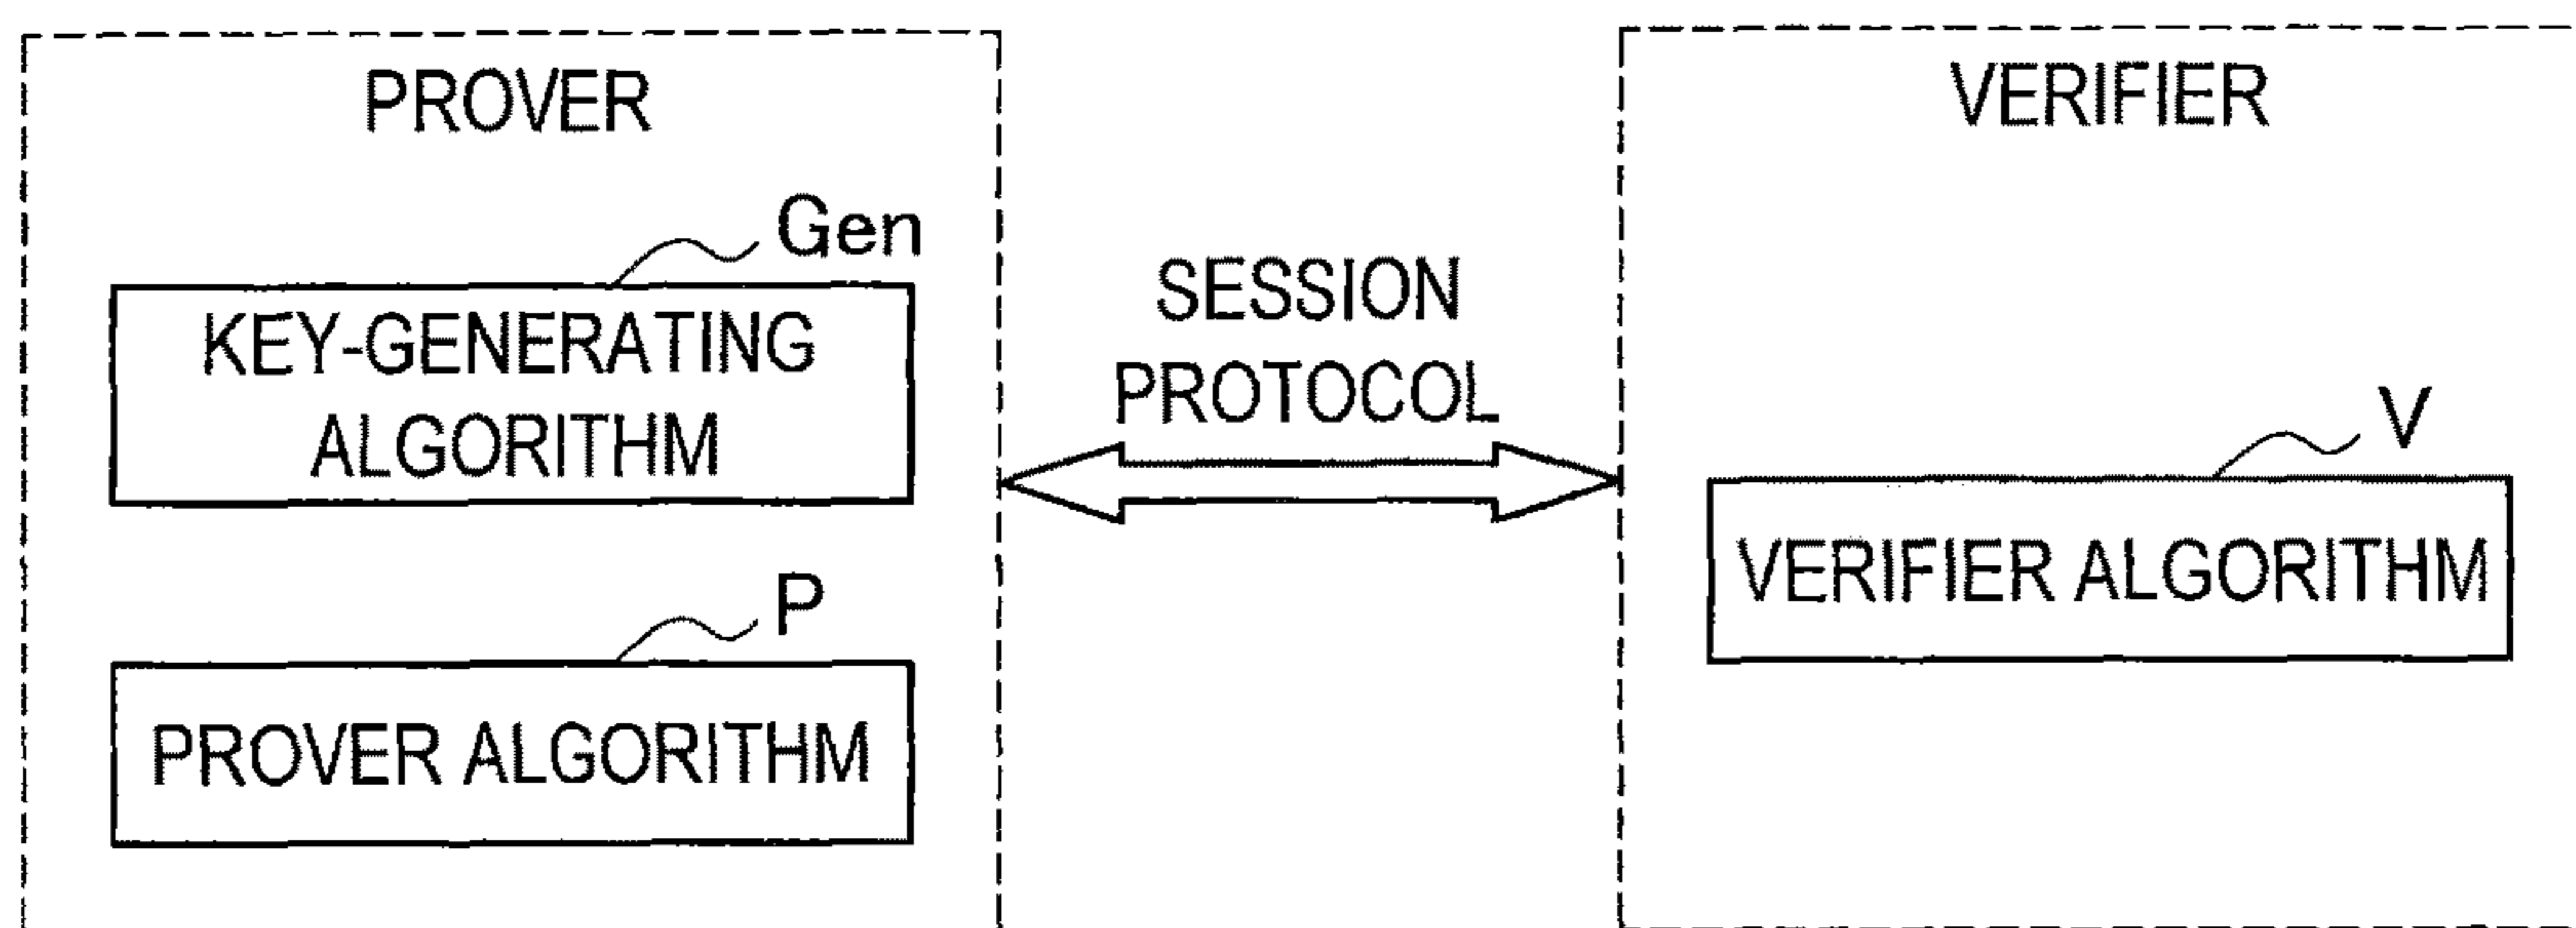 PROVER
Gen
KEY-GENERATING
ALGORITHM
P
PROVER ALGORITHM
SESSION
PROTOCOL
VERIFIER
V
VERIFIER ALGORITHM